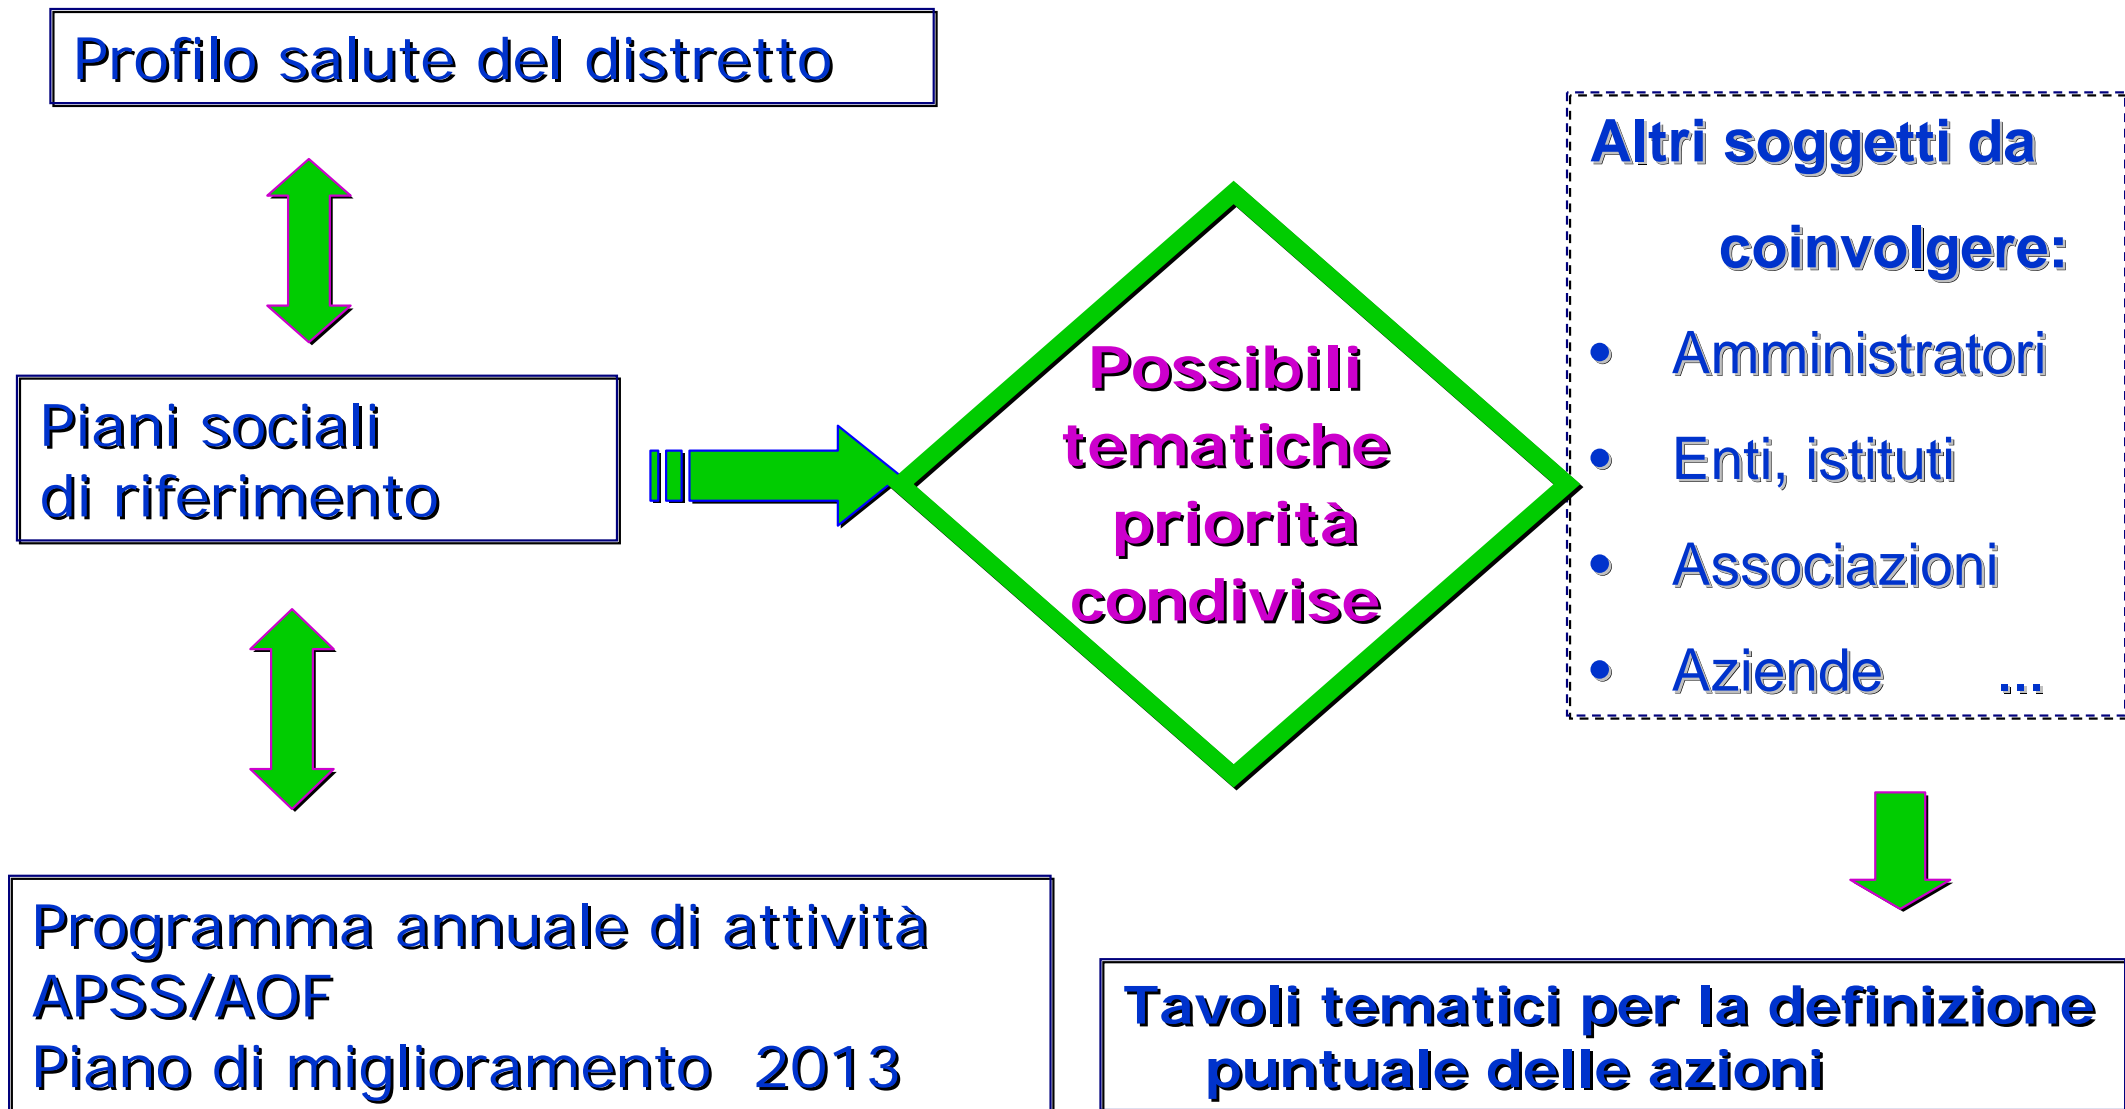 Profilo salute del distretto
Piani sociali
di riferimento
Programma annuale di attività
APSS/AOF
Piano di miglioramento 2013
Possibili
tematiche
priorità
condivise
Altri soggetti da
coinvolgere:
• Amministratori
• Enti, istituti
• Associazioni
• Aziende ...
Tavoli tematici per la definizione
puntuale delle azioni